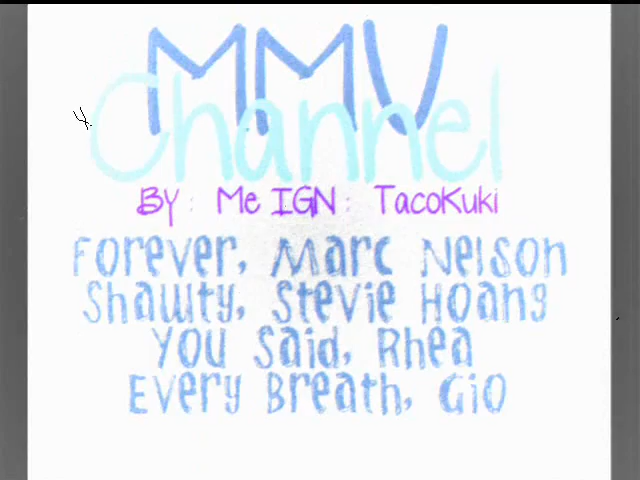 MMV
Channel
BY : Me IGN : TacoKuki
Forever, Marc Nelson
Shawty, Stevie Hoang
You Said, Rhea
Every Breath, GiO